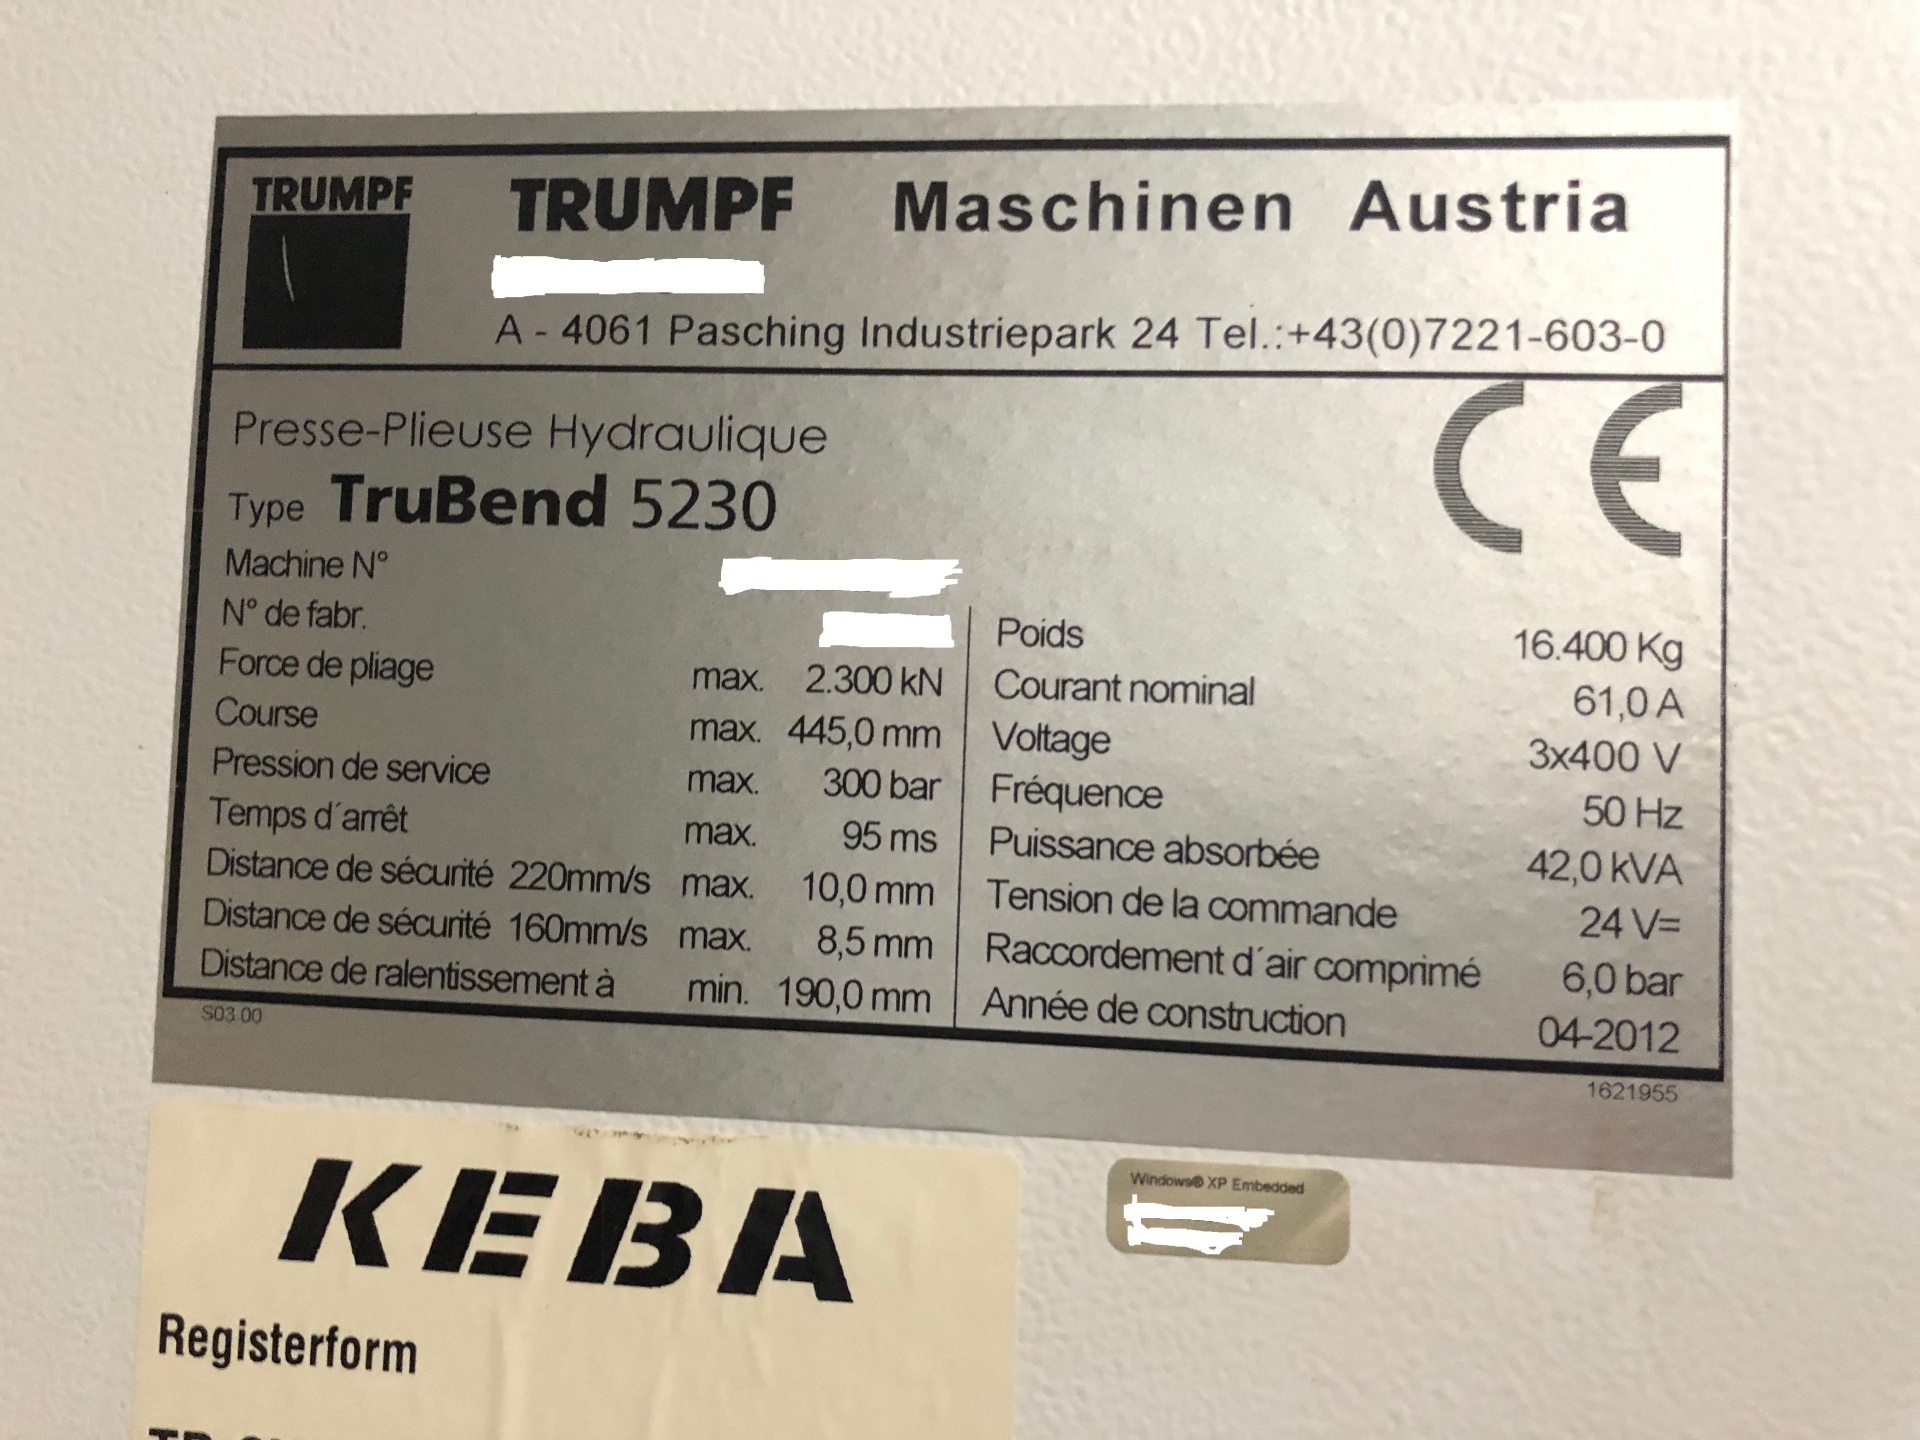 TRUMPF
TRUMPF Maschinen Austria
A - 4061 Pasching Industriepark 24 Tel.:+43(0)7221-603-0
CE
Presse-Plieuse Hydraulique
Type TruBend 5230
Machine N°
N° de fabr.
Force de pliage max. 2.300 kN
Course max. 445,0 mm
Pression de service max. 300 bar
Temps d´arrêt max. 95 ms
Distance de sécurité 220mm/s max. 10,0 mm
Distance de sécurité 160mm/s max. 8,5 mm
Distance de ralentissement à min. 190,0 mm
Poids 16.400 Kg
Courant nominal 61,0 A
Voltage 3x400 V
Fréquence 50 Hz
Puissance absorbée 42,0 kVA
Tension de la commande 24 V=
Raccordement d´air comprimé 6,0 bar
Année de construction 04-2012
S03.00
1621955
KEBA
Registerform
Windows® XP Embedded